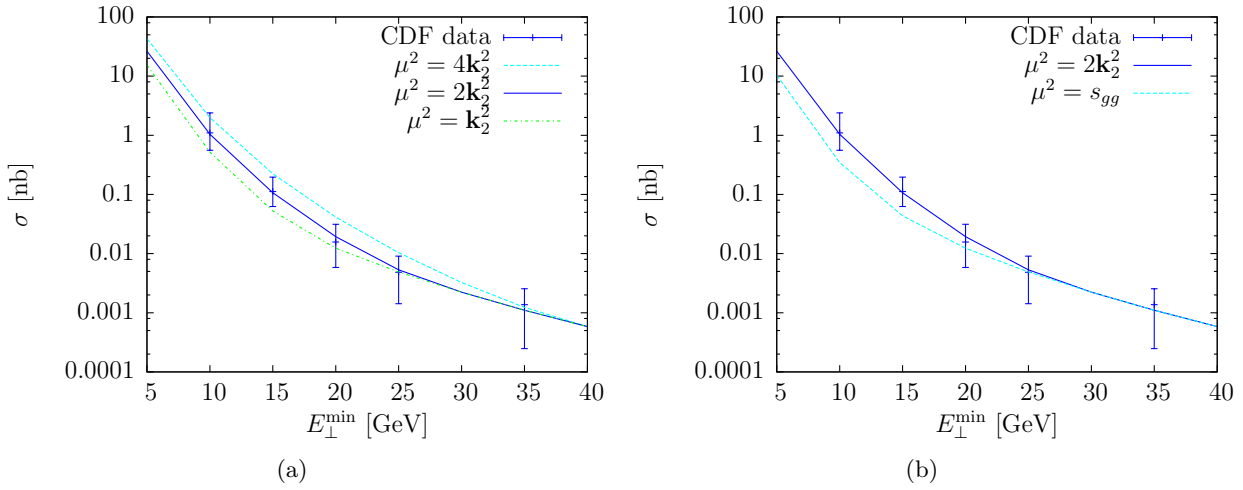 100
10
1
0.1
0.01
0.001
0.0001
σ [nb]
CDF data
μ² = 4𝐤₂²
μ² = 2𝐤₂²
μ² = 𝐤₂²
5 10 15 20 25 30 35 40
E⊥^min [GeV]
(a)
100
10
1
0.1
0.01
0.001
0.0001
σ [nb]
CDF data
μ² = 2𝐤₂²
μ² = s_gg
5 10 15 20 25 30 35 40
E⊥^min [GeV]
(b)